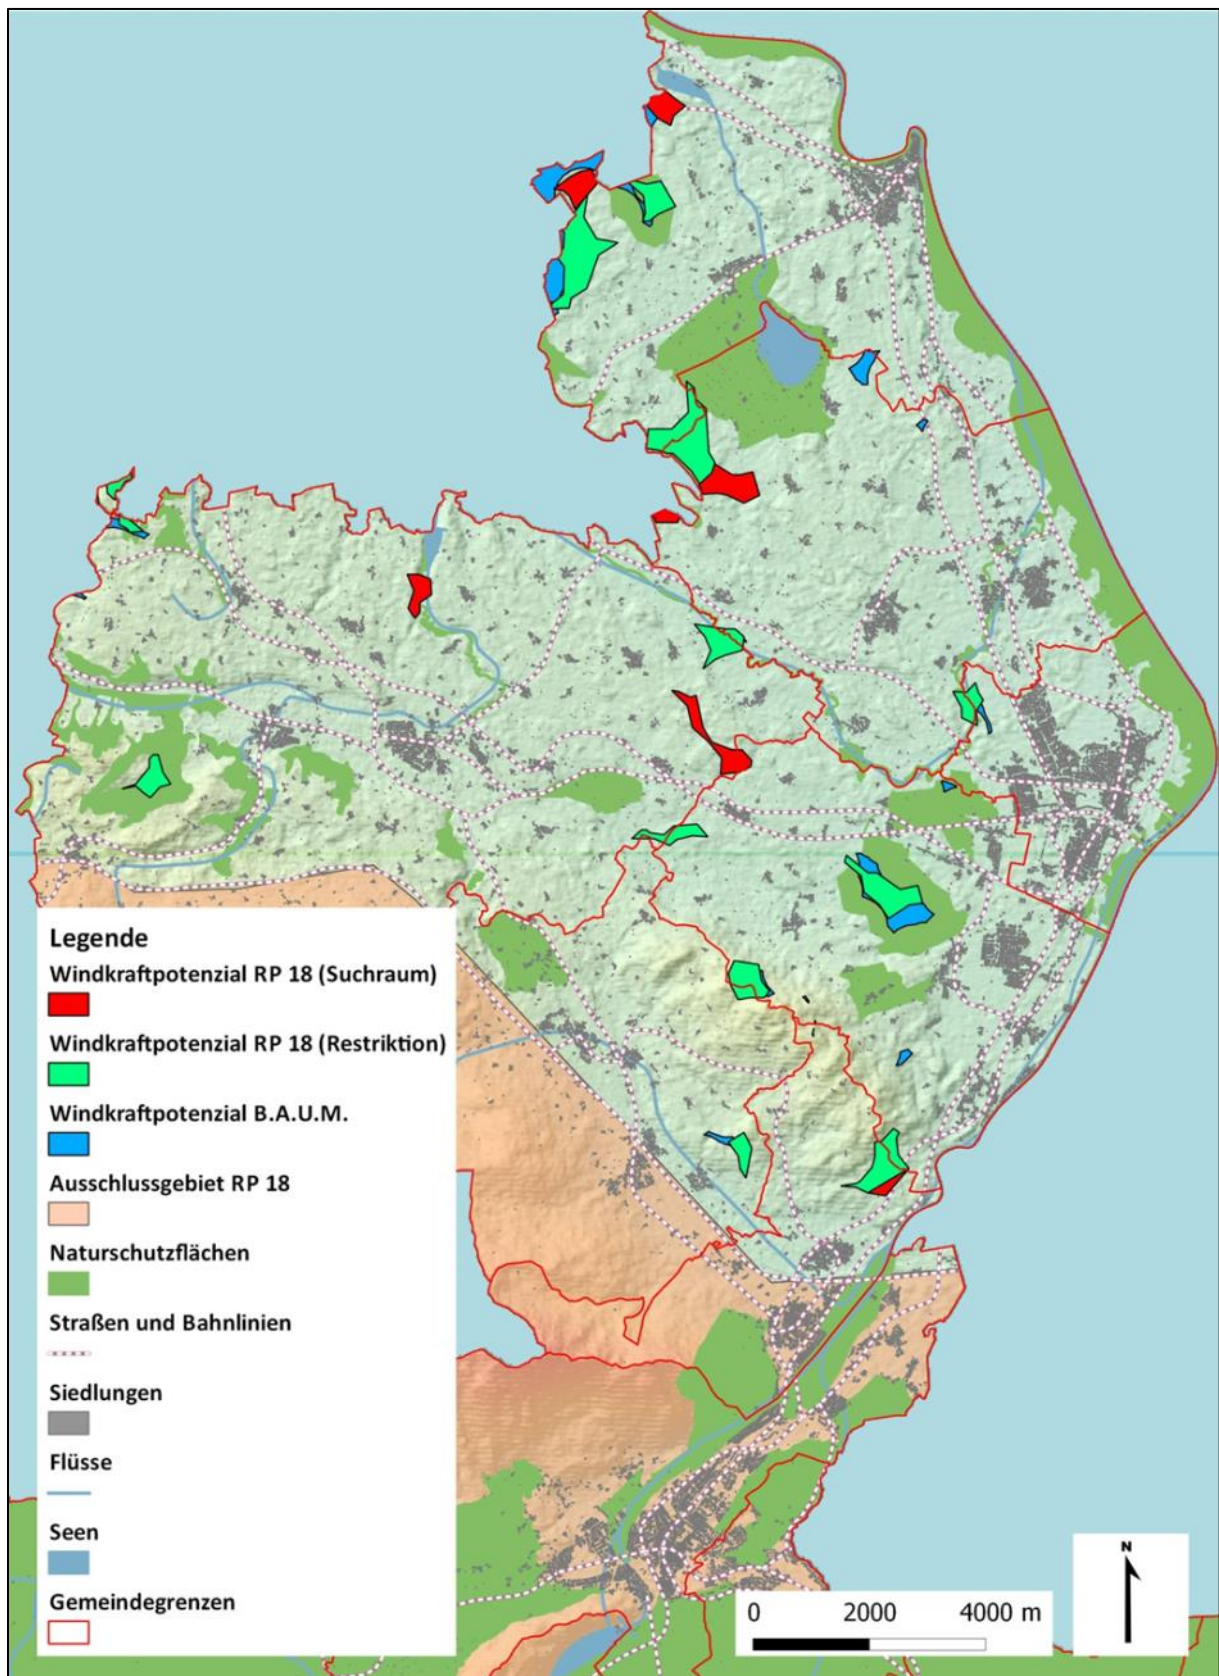 Legende
Windkraftpotenzial RP 18 (Suchraum)
Windkraftpotenzial RP 18 (Restriktion)
Windkraftpotenzial B.A.U.M.
Ausschlussgebiet RP 18
Naturschutzflächen
Straßen und Bahnlinien
Siedlungen
Flüsse
Seen
Gemeindegrenzen
N
0 2000 4000 m